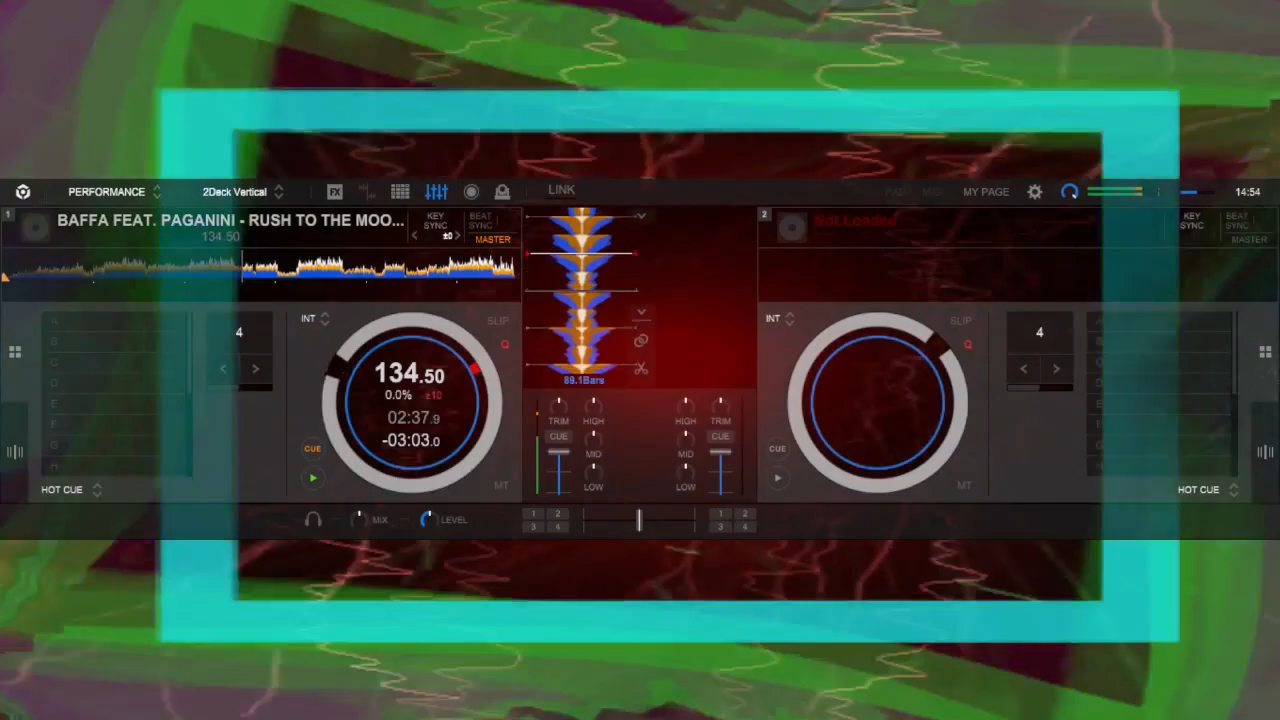 PERFORMANCE
2Deck Vertical
FX
LINK
PAD
MIDI
MY PAGE
14:54
1
BAFFA FEAT. PAGANINI - RUSH TO THE MOO...
134.50
KEY SYNC
±0
BEAT SYNC
MASTER
2
Not Loaded
KEY SYNC
BEAT SYNC
MASTER
A
B
C
D
E
F
G
H
HOT CUE
4
INT
SLIP
Q
134.50
0.0% ±10
02:37.9
-03:03.0
CUE
MT
89.1Bars
TRIM
HIGH
HIGH
TRIM
CUE
MID
MID
CUE
LOW
LOW
INT
SLIP
Q
CUE
MT
4
HOT CUE
MIX
LEVEL
1 2
3 4
1 2
3 4